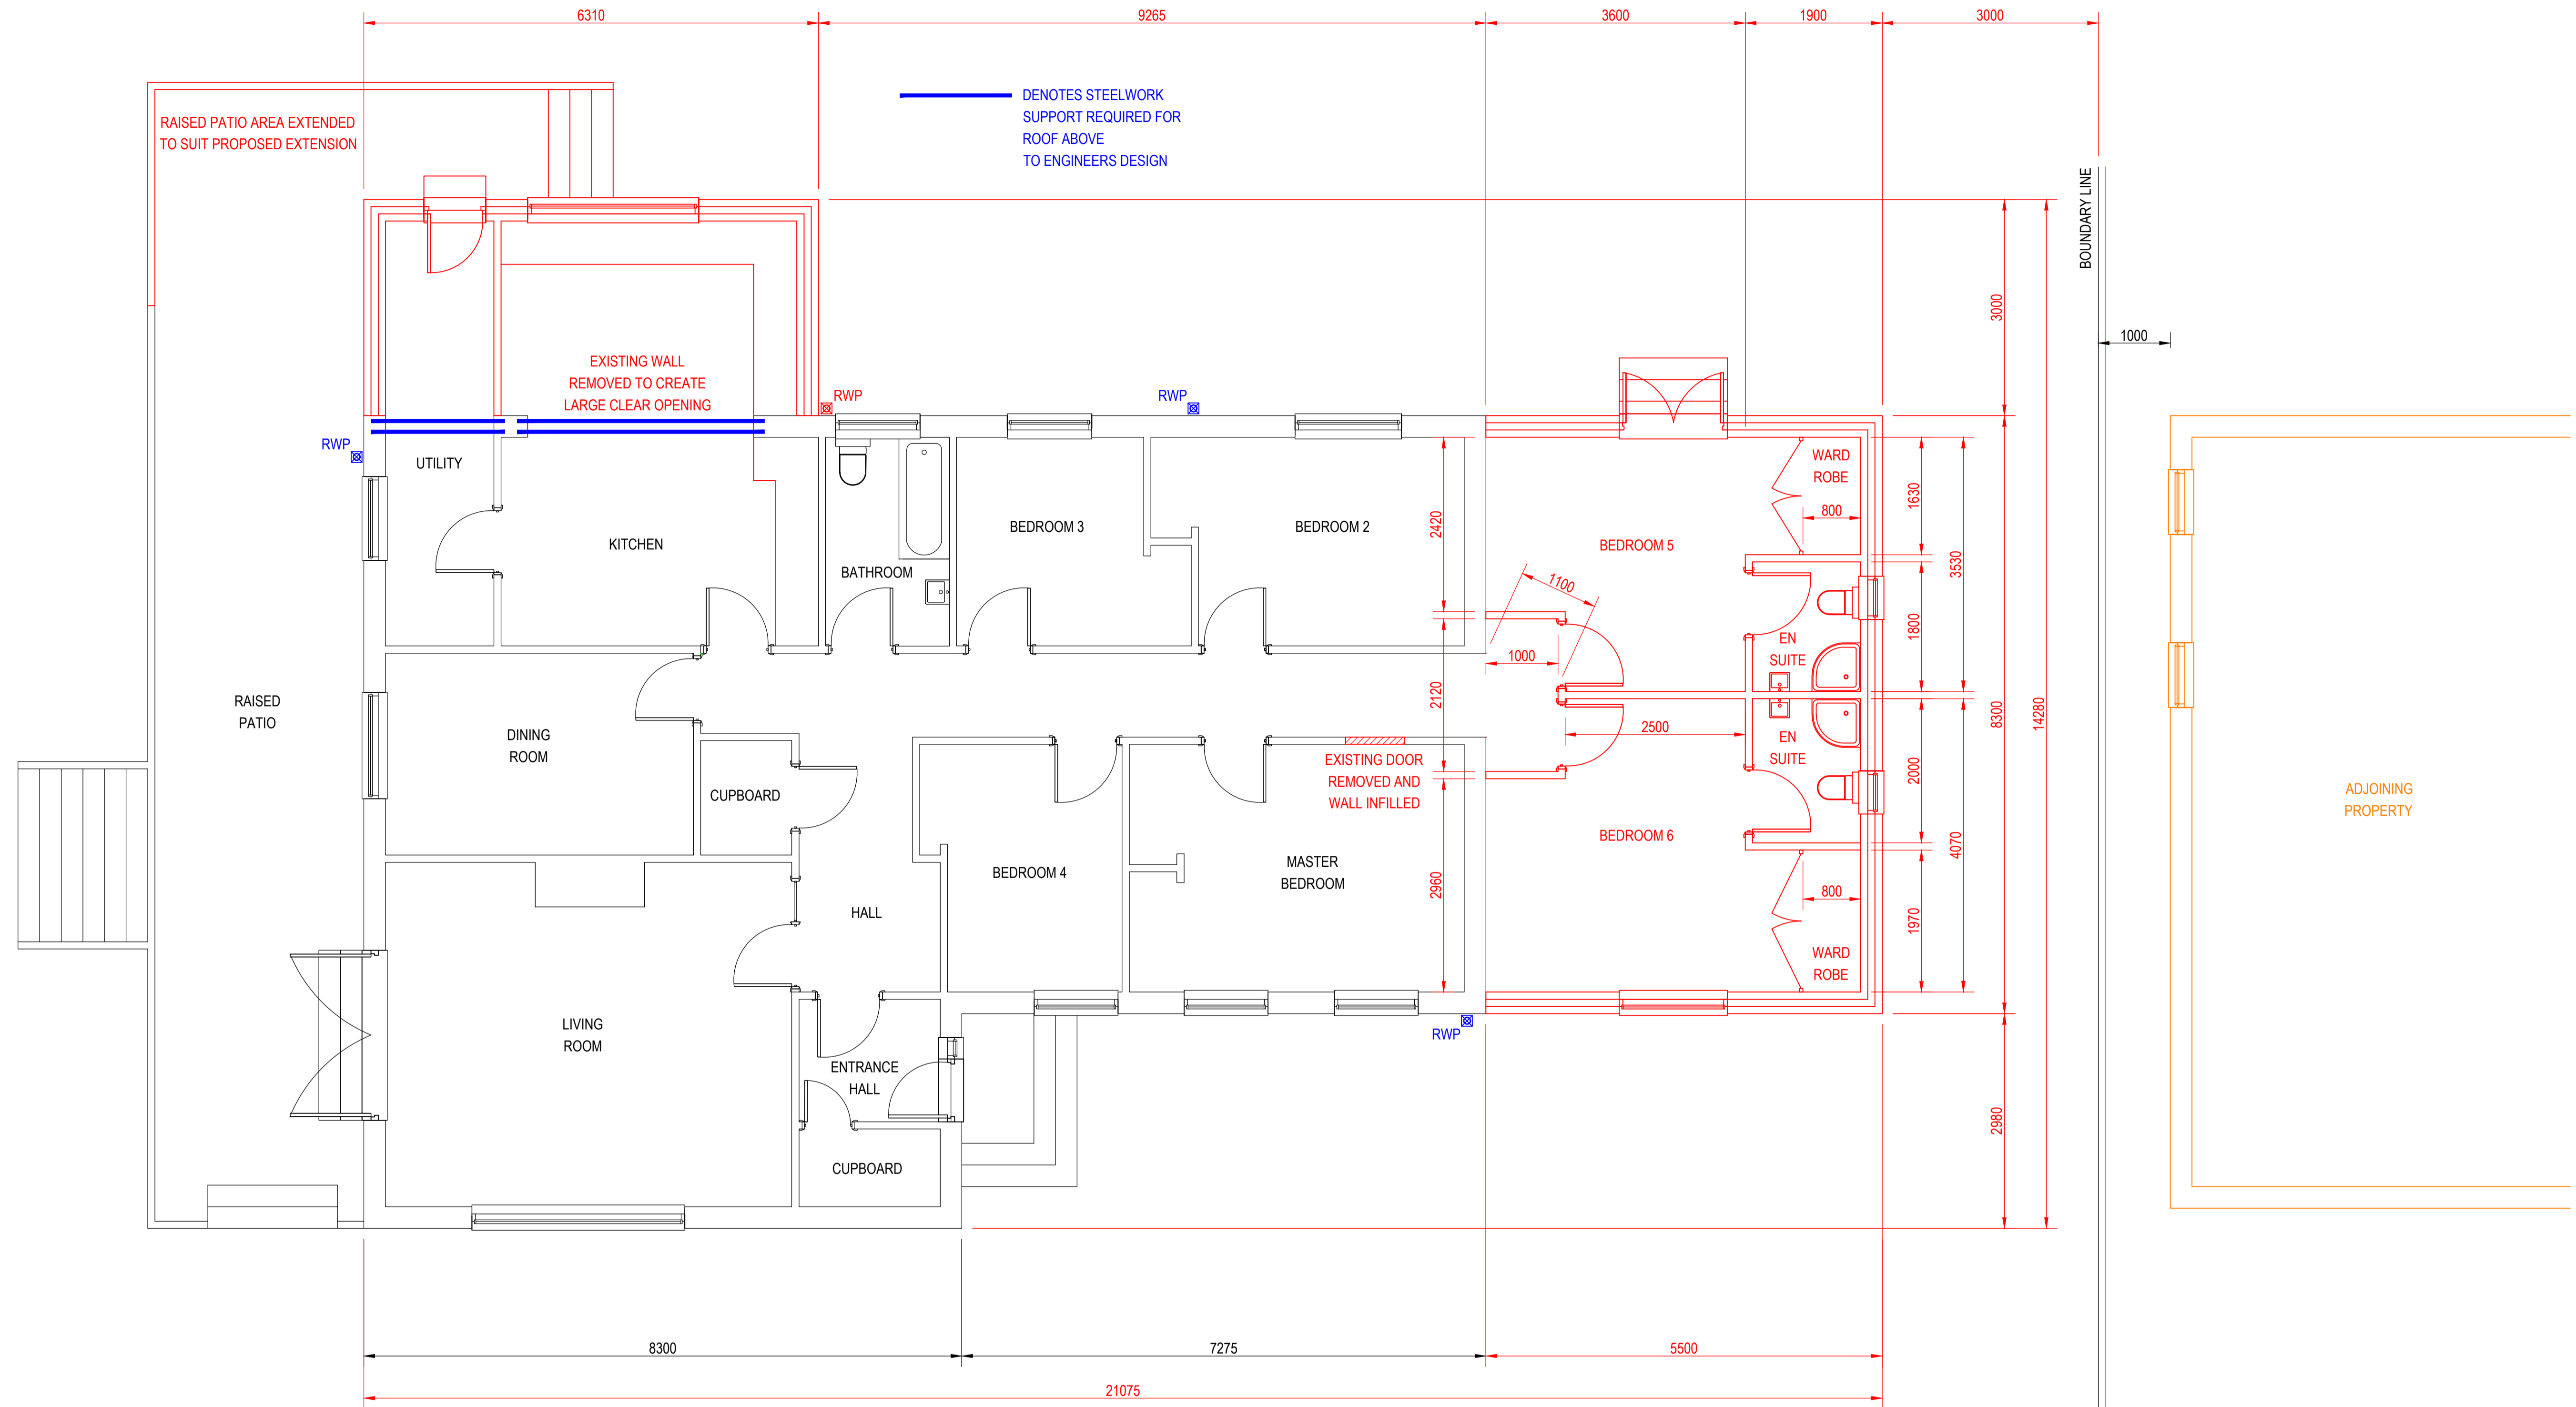 6310
9265
3600
1900
3000
DENOTES STEELWORK
SUPPORT REQUIRED FOR
ROOF ABOVE
TO ENGINEERS DESIGN
RAISED PATIO AREA EXTENDED
TO SUIT PROPOSED EXTENSION
BOUNDARY LINE
3000
1000
EXISTING WALL
REMOVED TO CREATE
LARGE CLEAR OPENING
RWP
RWP
RWP
UTILITY
KITCHEN
BATHROOM
BEDROOM 3
BEDROOM 2
2420
BEDROOM 5
WARD
ROBE
800
1630
3530
1100
1000
2120
EN
SUITE
1800
8300
14280
RAISED
PATIO
DINING
ROOM
CUPBOARD
2500
EN
SUITE
2000
EXISTING DOOR
REMOVED AND
WALL INFILLED
BEDROOM 6
4070
ADJOINING
PROPERTY
BEDROOM 4
MASTER
BEDROOM
2960
800
1970
WARD
ROBE
HALL
LIVING
ROOM
RWP
ENTRANCE
HALL
2980
CUPBOARD
8300
7275
5500
21075